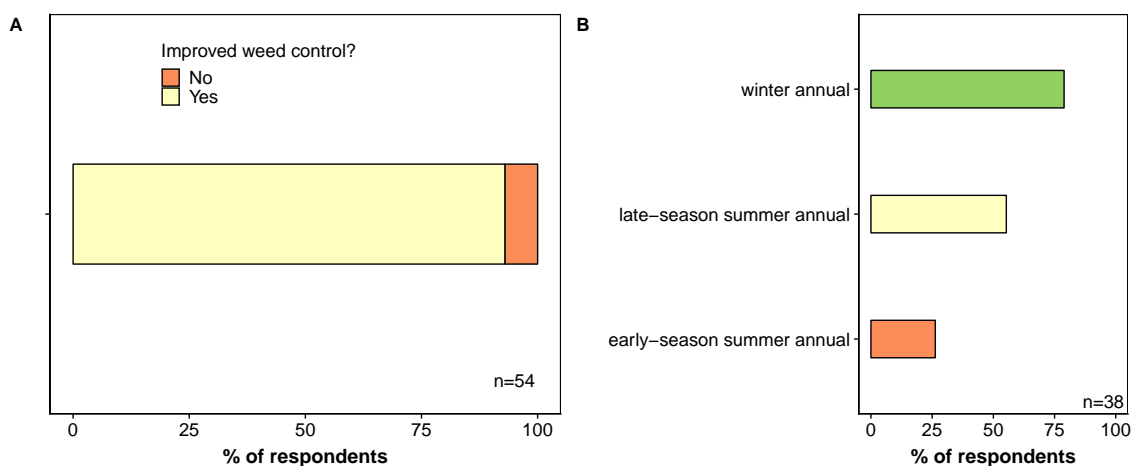 A
Improved weed control?
No
Yes
n=54
0 25 50 75 100
% of respondents
B
winter annual
late−season summer annual
early−season summer annual
n=38
0 25 50 75 100
% of respondents